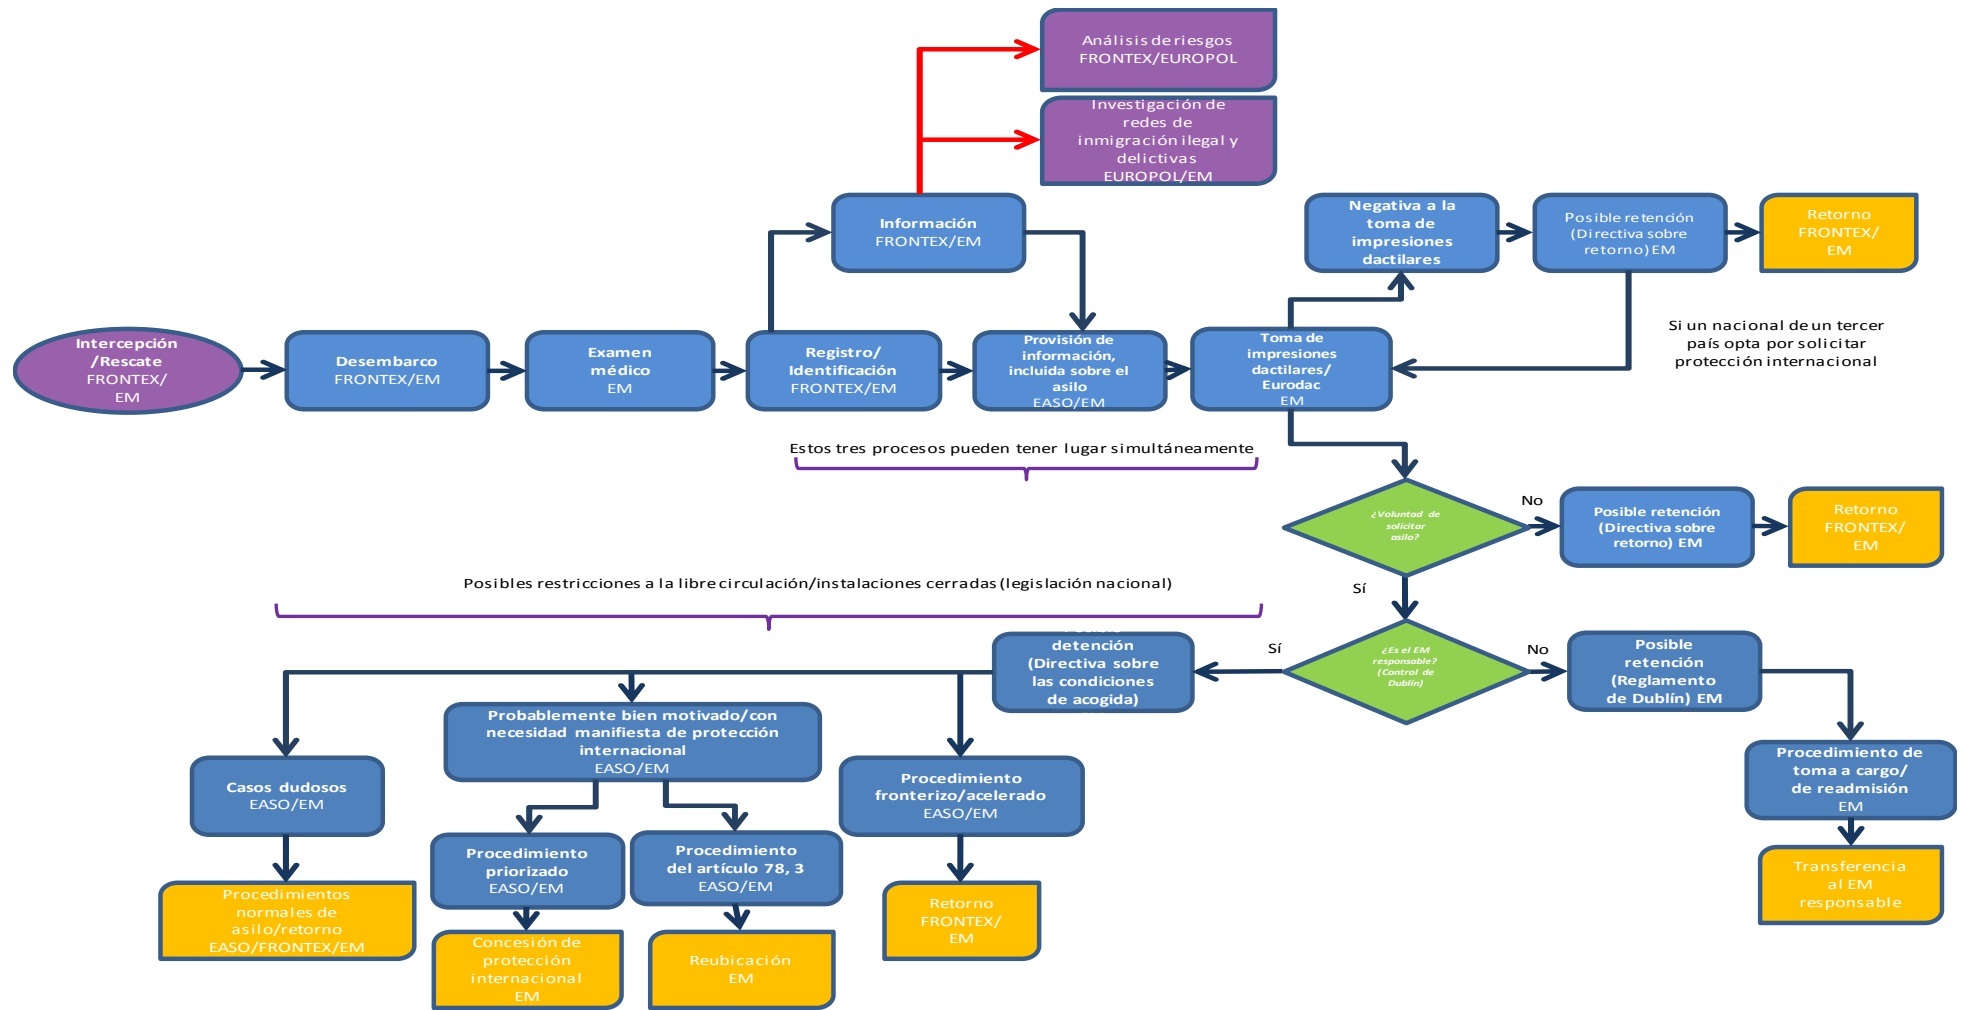 Análisis de riesgos
FRONTEX/EUROPOL
Investigación de
redes de
inmigración ilegal y
delictivas
EUROPOL/EM
Información
FRONTEX/EM
Negativa a la
toma de
impresiones
dactilares
Posible retención
(Directiva sobre
retorno) EM
Retorno
FRONTEX/
EM
Intercepción
/Rescate
FRONTEX/
EM
Desembarco
FRONTEX/EM
Examen
médico
EM
Registro/
Identificación
FRONTEX/EM
Provisión de
información,
incluida sobre el
asilo
EASO/EM
Toma de
impresiones
dactilares/
Eurodac
EM
Si un nacional de un tercer
país opta por solicitar
protección internacional
Estos tres procesos pueden tener lugar simultáneamente
¿Voluntad de
solicitar
asilo?
No
Posible retención
(Directiva sobre
retorno) EM
Retorno
FRONTEX/
EM
Sí
Posibles restricciones a la libre circulación/instalaciones cerradas (legislación nacional)
detención
(Directiva sobre
las condiciones
de acogida)
Sí
¿Es el EM
responsable?
(Control de
Dublín)
No
Posible
retención
(Reglamento
de Dublín) EM
Probablemente bien motivado/con
necesidad manifiesta de protección
internacional
EASO/EM
Casos dudosos
EASO/EM
Procedimiento
fronterizo/acelerado
EASO/EM
Procedimiento de
toma a cargo/
de readmisión
EM
Procedimiento
priorizado
EASO/EM
Procedimiento
del artículo 78, 3
EASO/EM
Transferencia
al EM
responsable
Procedimientos
normales de
asilo/retorno
EASO/FRONTEX/EM
Concesión de
protección
internacional
EM
Reubicación
EM
Retorno
FRONTEX/
EM